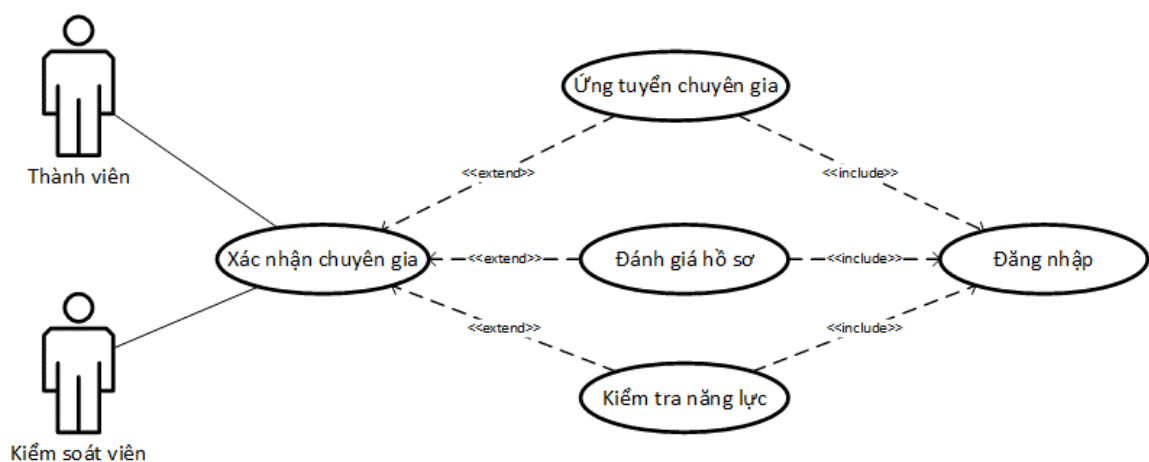 Ứng tuyển chuyên gia
Thành viên
<<extend>>
<<include>>
Xác nhận chuyên gia
<<extend>>
Đánh giá hồ sơ
<<include>>
Đăng nhập
<<extend>>
<<include>>
Kiểm tra năng lực
Kiểm soát viên